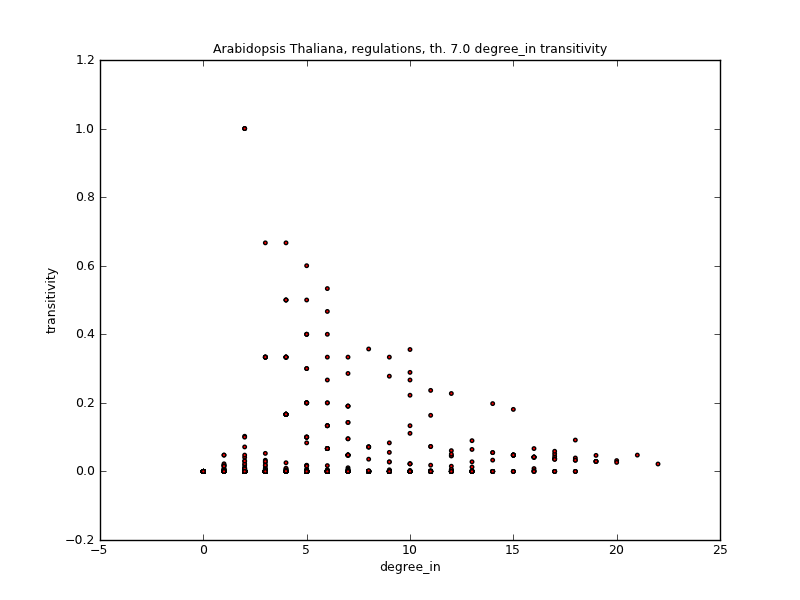 Arabidopsis Thaliana, regulations, th. 7.0 degree_in transitivity
1.2
1.0
0.8
0.6
0.4
0.2
0.0
−0.2
transitivity
−5 0 5 10 15 20 25
degree_in